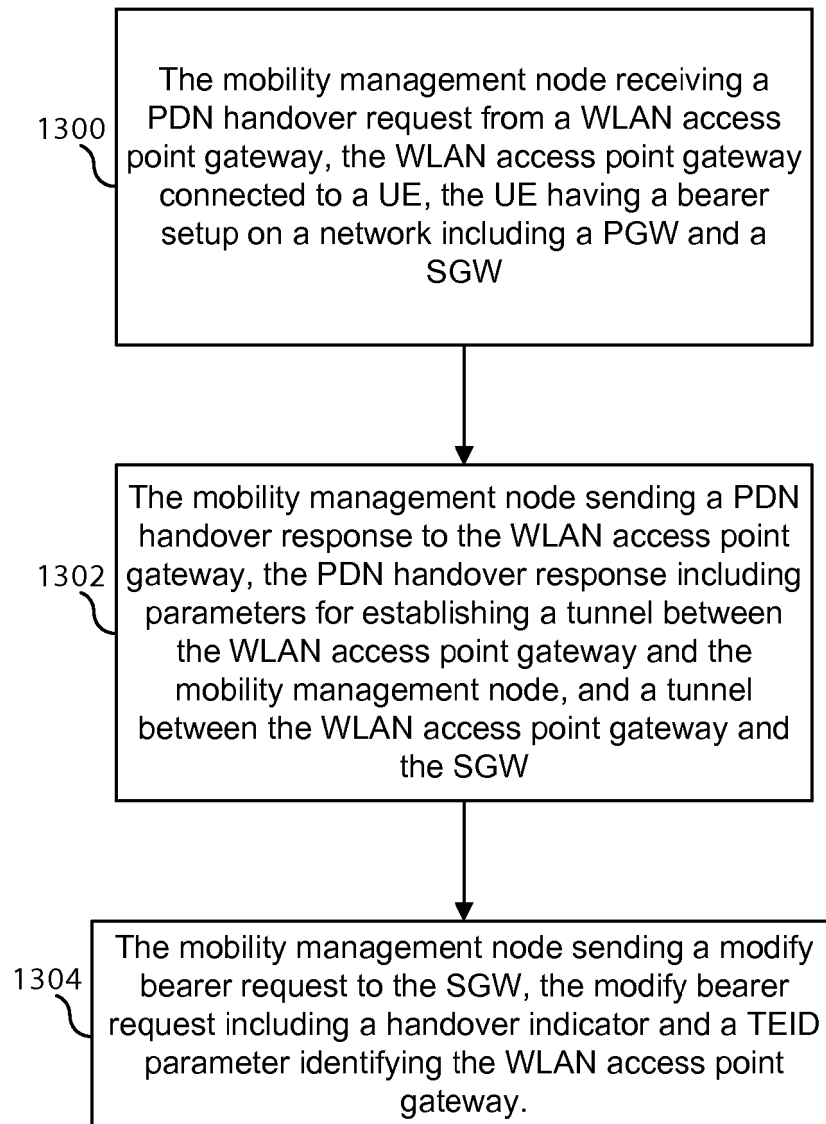 1300
The mobility management node receiving a
PDN handover request from a WLAN access
point gateway, the WLAN access point gateway
connected to a UE, the UE having a bearer
setup on a network including a PGW and a
SGW
1302
The mobility management node sending a PDN
handover response to the WLAN access point
gateway, the PDN handover response including
parameters for establishing a tunnel between
the WLAN access point gateway and the
mobility management node, and a tunnel
between the WLAN access point gateway and
the SGW
1304
The mobility management node sending a modify
bearer request to the SGW, the modify bearer
request including a handover indicator and a TEID
parameter identifying the WLAN access point
gateway.